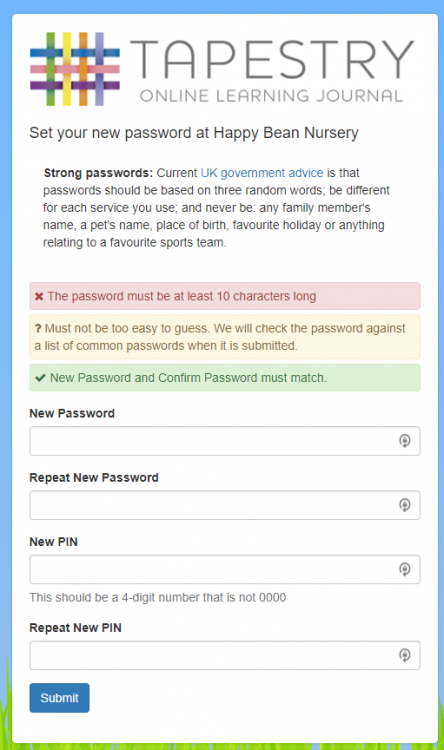 TAPESTRY
ONLINE LEARNING JOURNAL
Set your new password at Happy Bean Nursery
Strong passwords: Current UK government advice is that
passwords should be based on three random words; be different
for each service you use; and never be: any family member's
name, a pet's name, place of birth, favourite holiday or anything
relating to a favourite sports team.
✖ The password must be at least 10 characters long
? Must not be too easy to guess. We will check the password against
a list of common passwords when it is submitted.
✔ New Password and Confirm Password must match.
New Password
Repeat New Password
New PIN
This should be a 4-digit number that is not 0000
Repeat New PIN
Submit